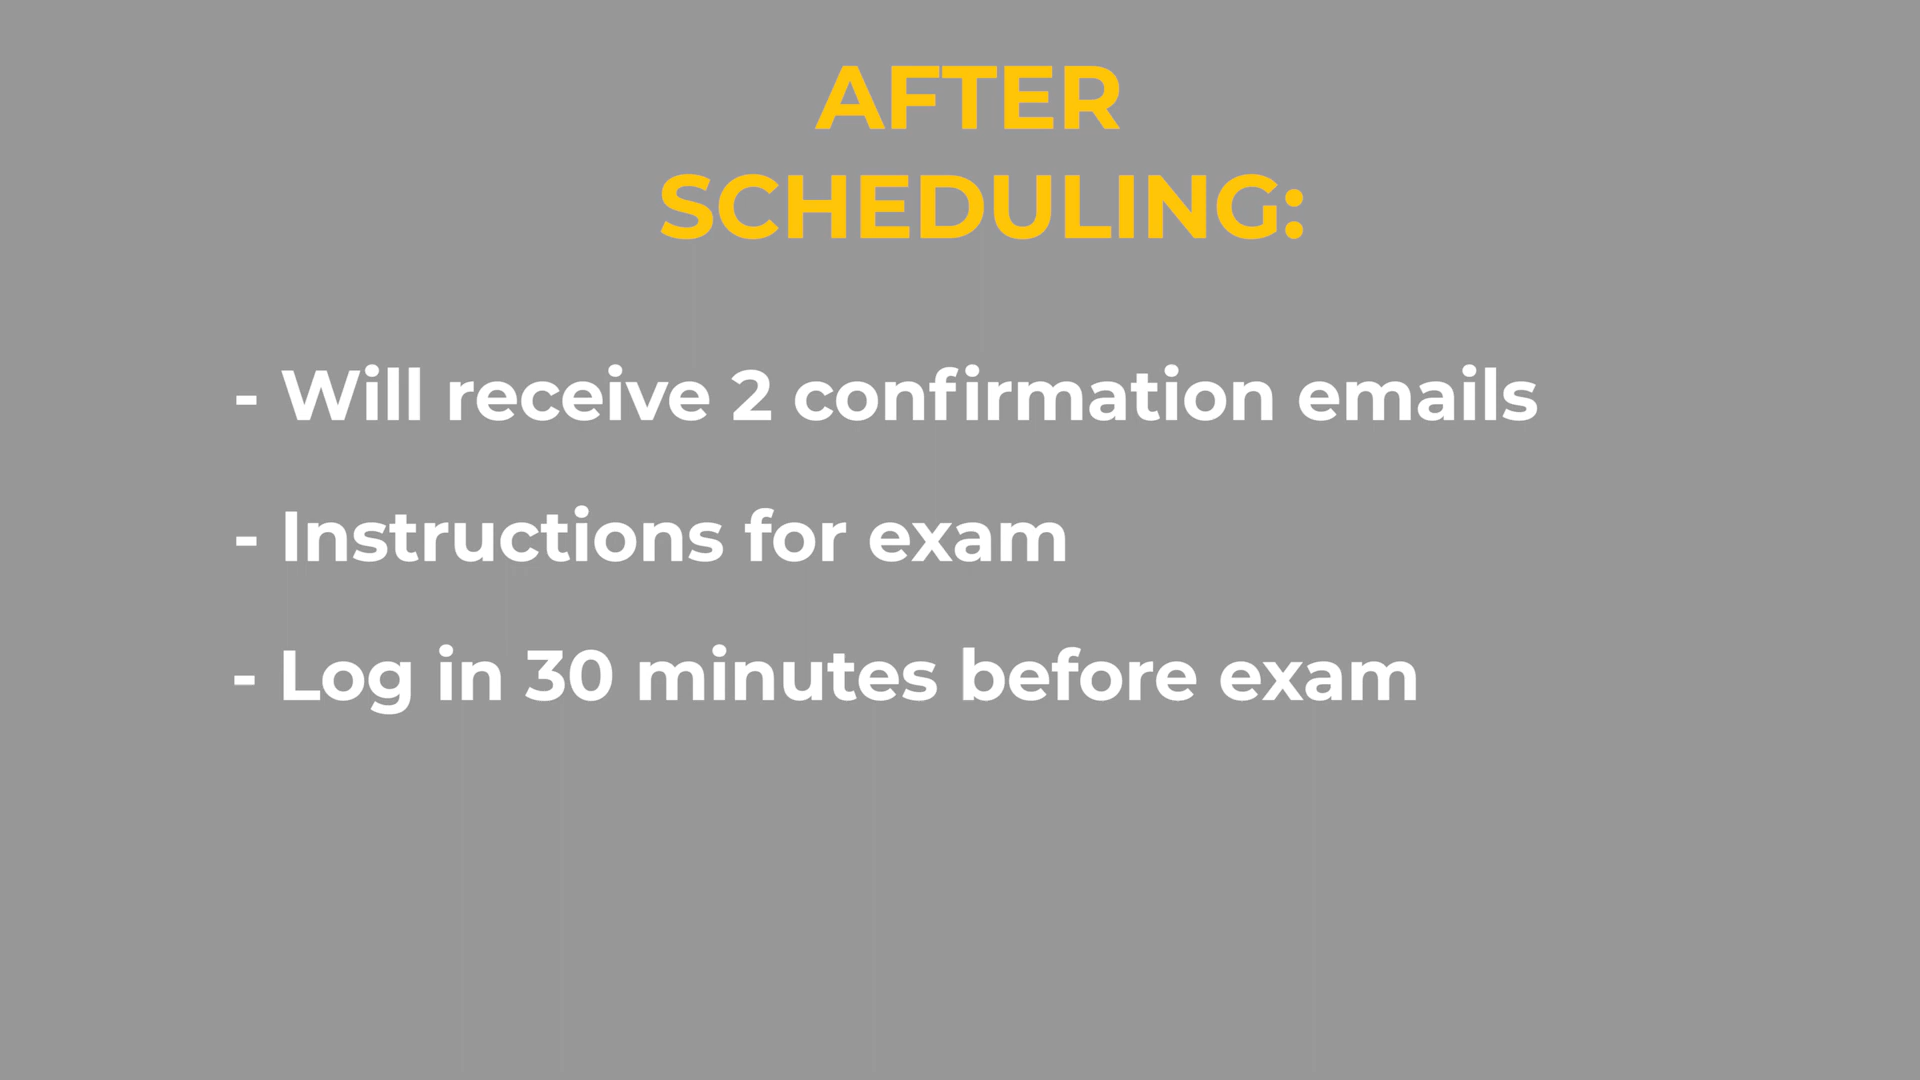 AFTER
SCHEDULING:
- Will receive 2 confirmation emails
- Instructions for exam
- Log in 30 minutes before exam